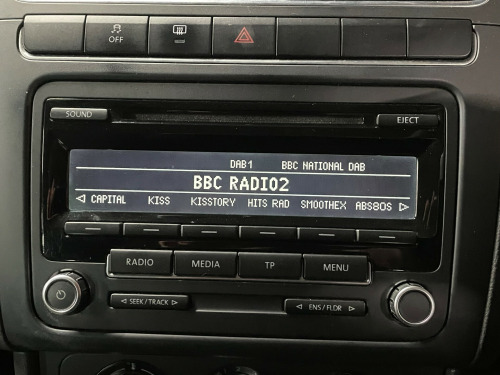 OFF
SOUND
EJECT
DAB1 BBC NATIONAL DAB
BBC RADIO2
◁ CAPITAL KISS KISSTORY HITS RAD SMOOTHEX ABS80S ▷
RADIO MEDIA TP MENU
◁ SEEK / TRACK ▷
◁ ENS / FLDR ▷